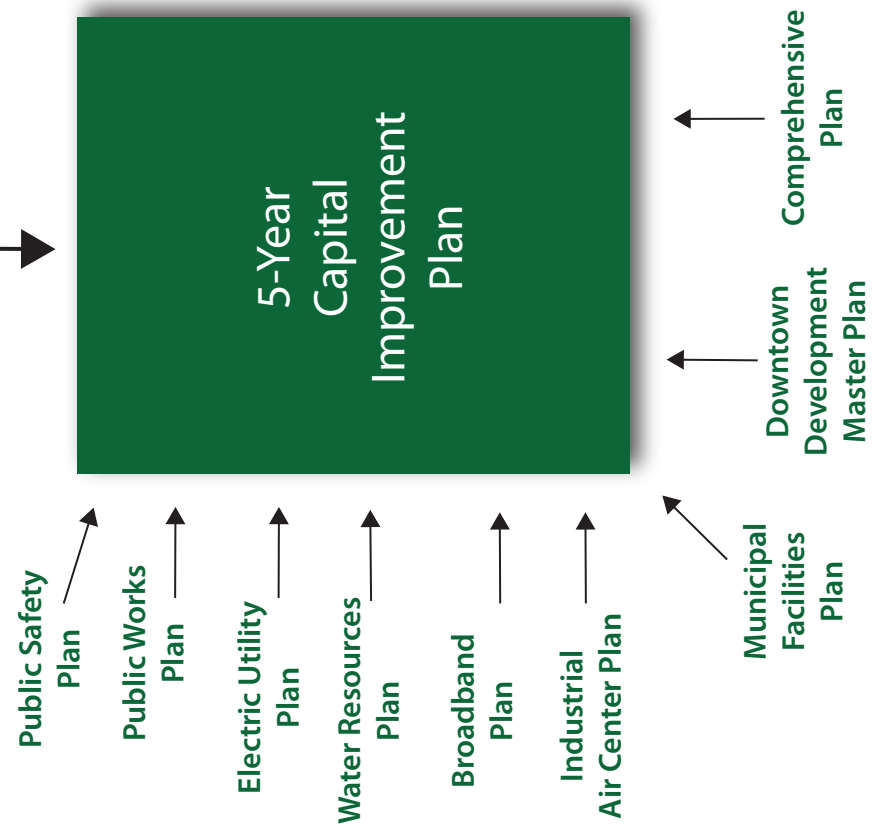 5-Year
Capital
Improvement
Plan
Public Safety
Plan
Public Works
Plan
Electric Utility
Plan
Water Resources
Plan
Broadband
Plan
Industrial
Air Center Plan
Municipal
Facilities
Plan
Downtown
Development
Master Plan
Comprehensive
Plan